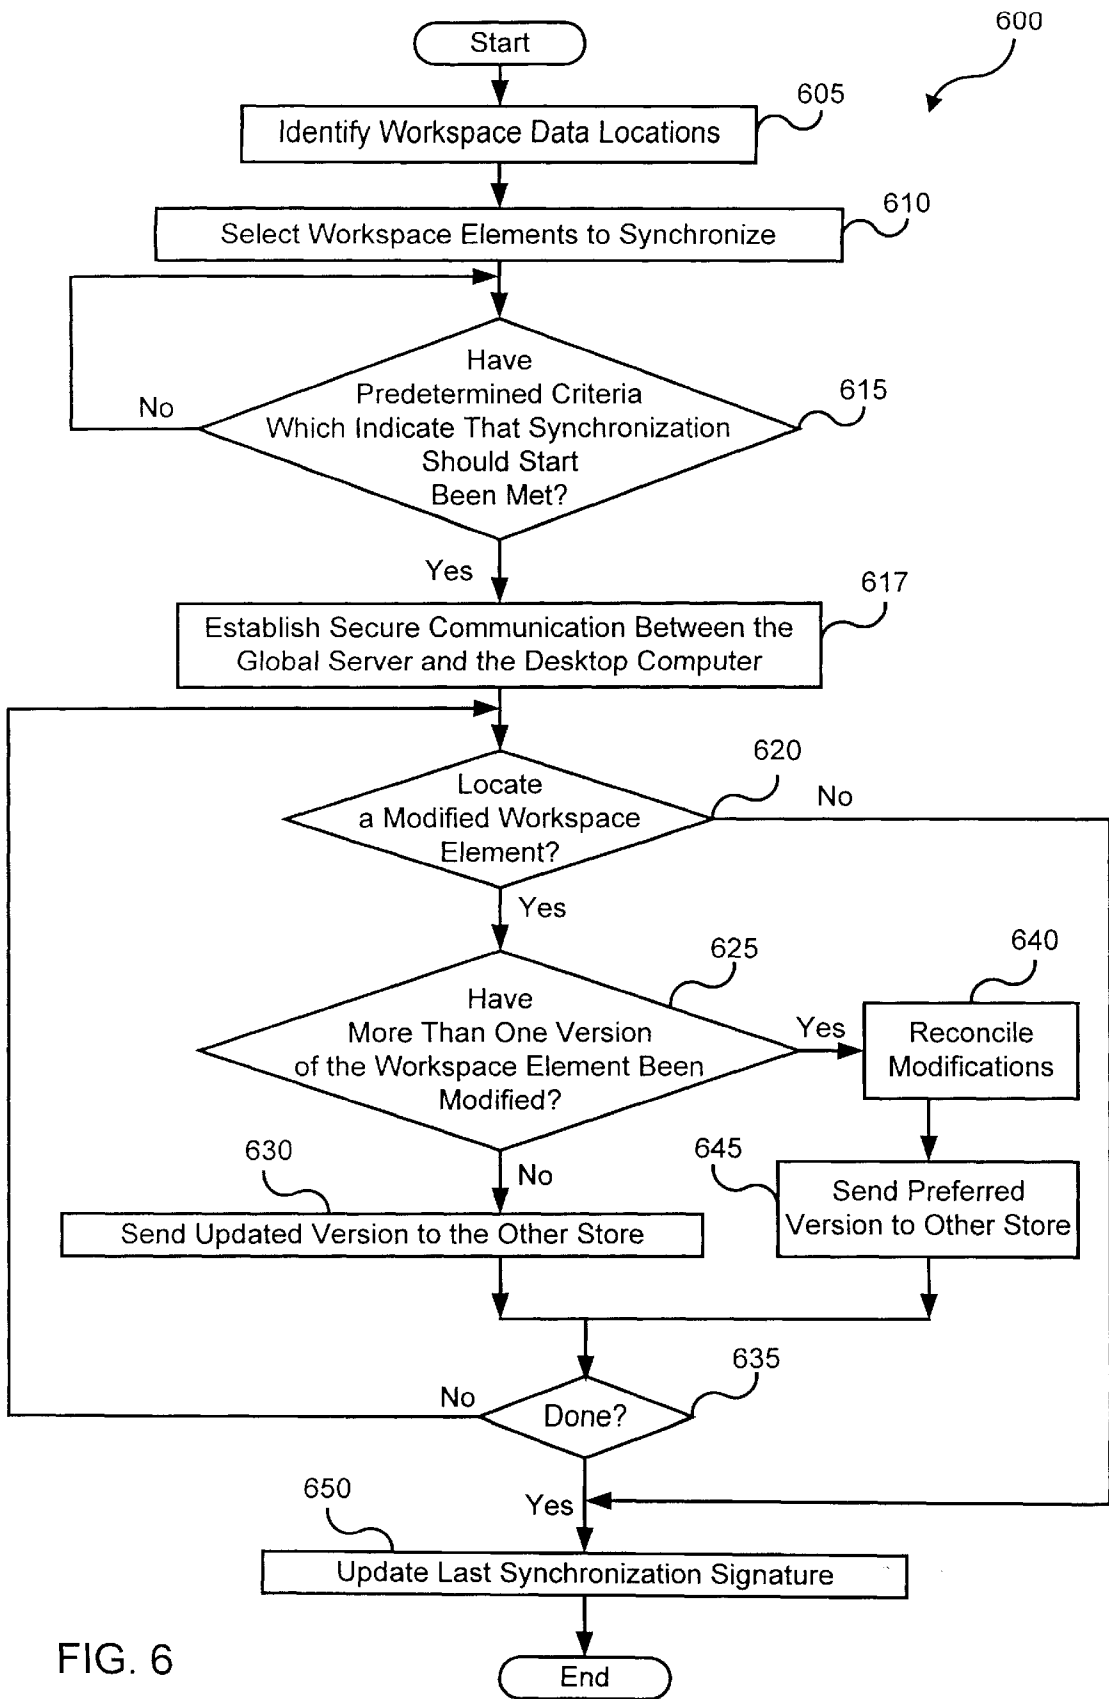 600
Start
605
Identify Workspace Data Locations
610
Select Workspace Elements to Synchronize
Have
Predetermined Criteria
Which Indicate That Synchronization
Should Start
Been Met?
No
615
Yes
617
Establish Secure Communication Between the
Global Server and the Desktop Computer
620
Locate
a Modified Workspace
Element?
No
Yes
625
Have
More Than One Version
of the Workspace Element Been
Modified?
Yes
640
Reconcile
Modifications
No
630
Send Updated Version to the Other Store
645
Send Preferred
Version to Other Store
635
No
Done?
Yes
650
Update Last Synchronization Signature
End
FIG. 6